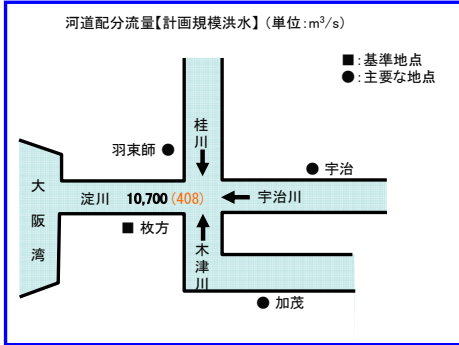 河道配分流量【計画規模洪水】 (単位:m³/s)
■:基準地点
●:主要な地点
桂川
羽束師 ●
● 宇治
大阪湾
淀川 10,700 (408)
宇治川
■ 枚方
木津川
● 加茂